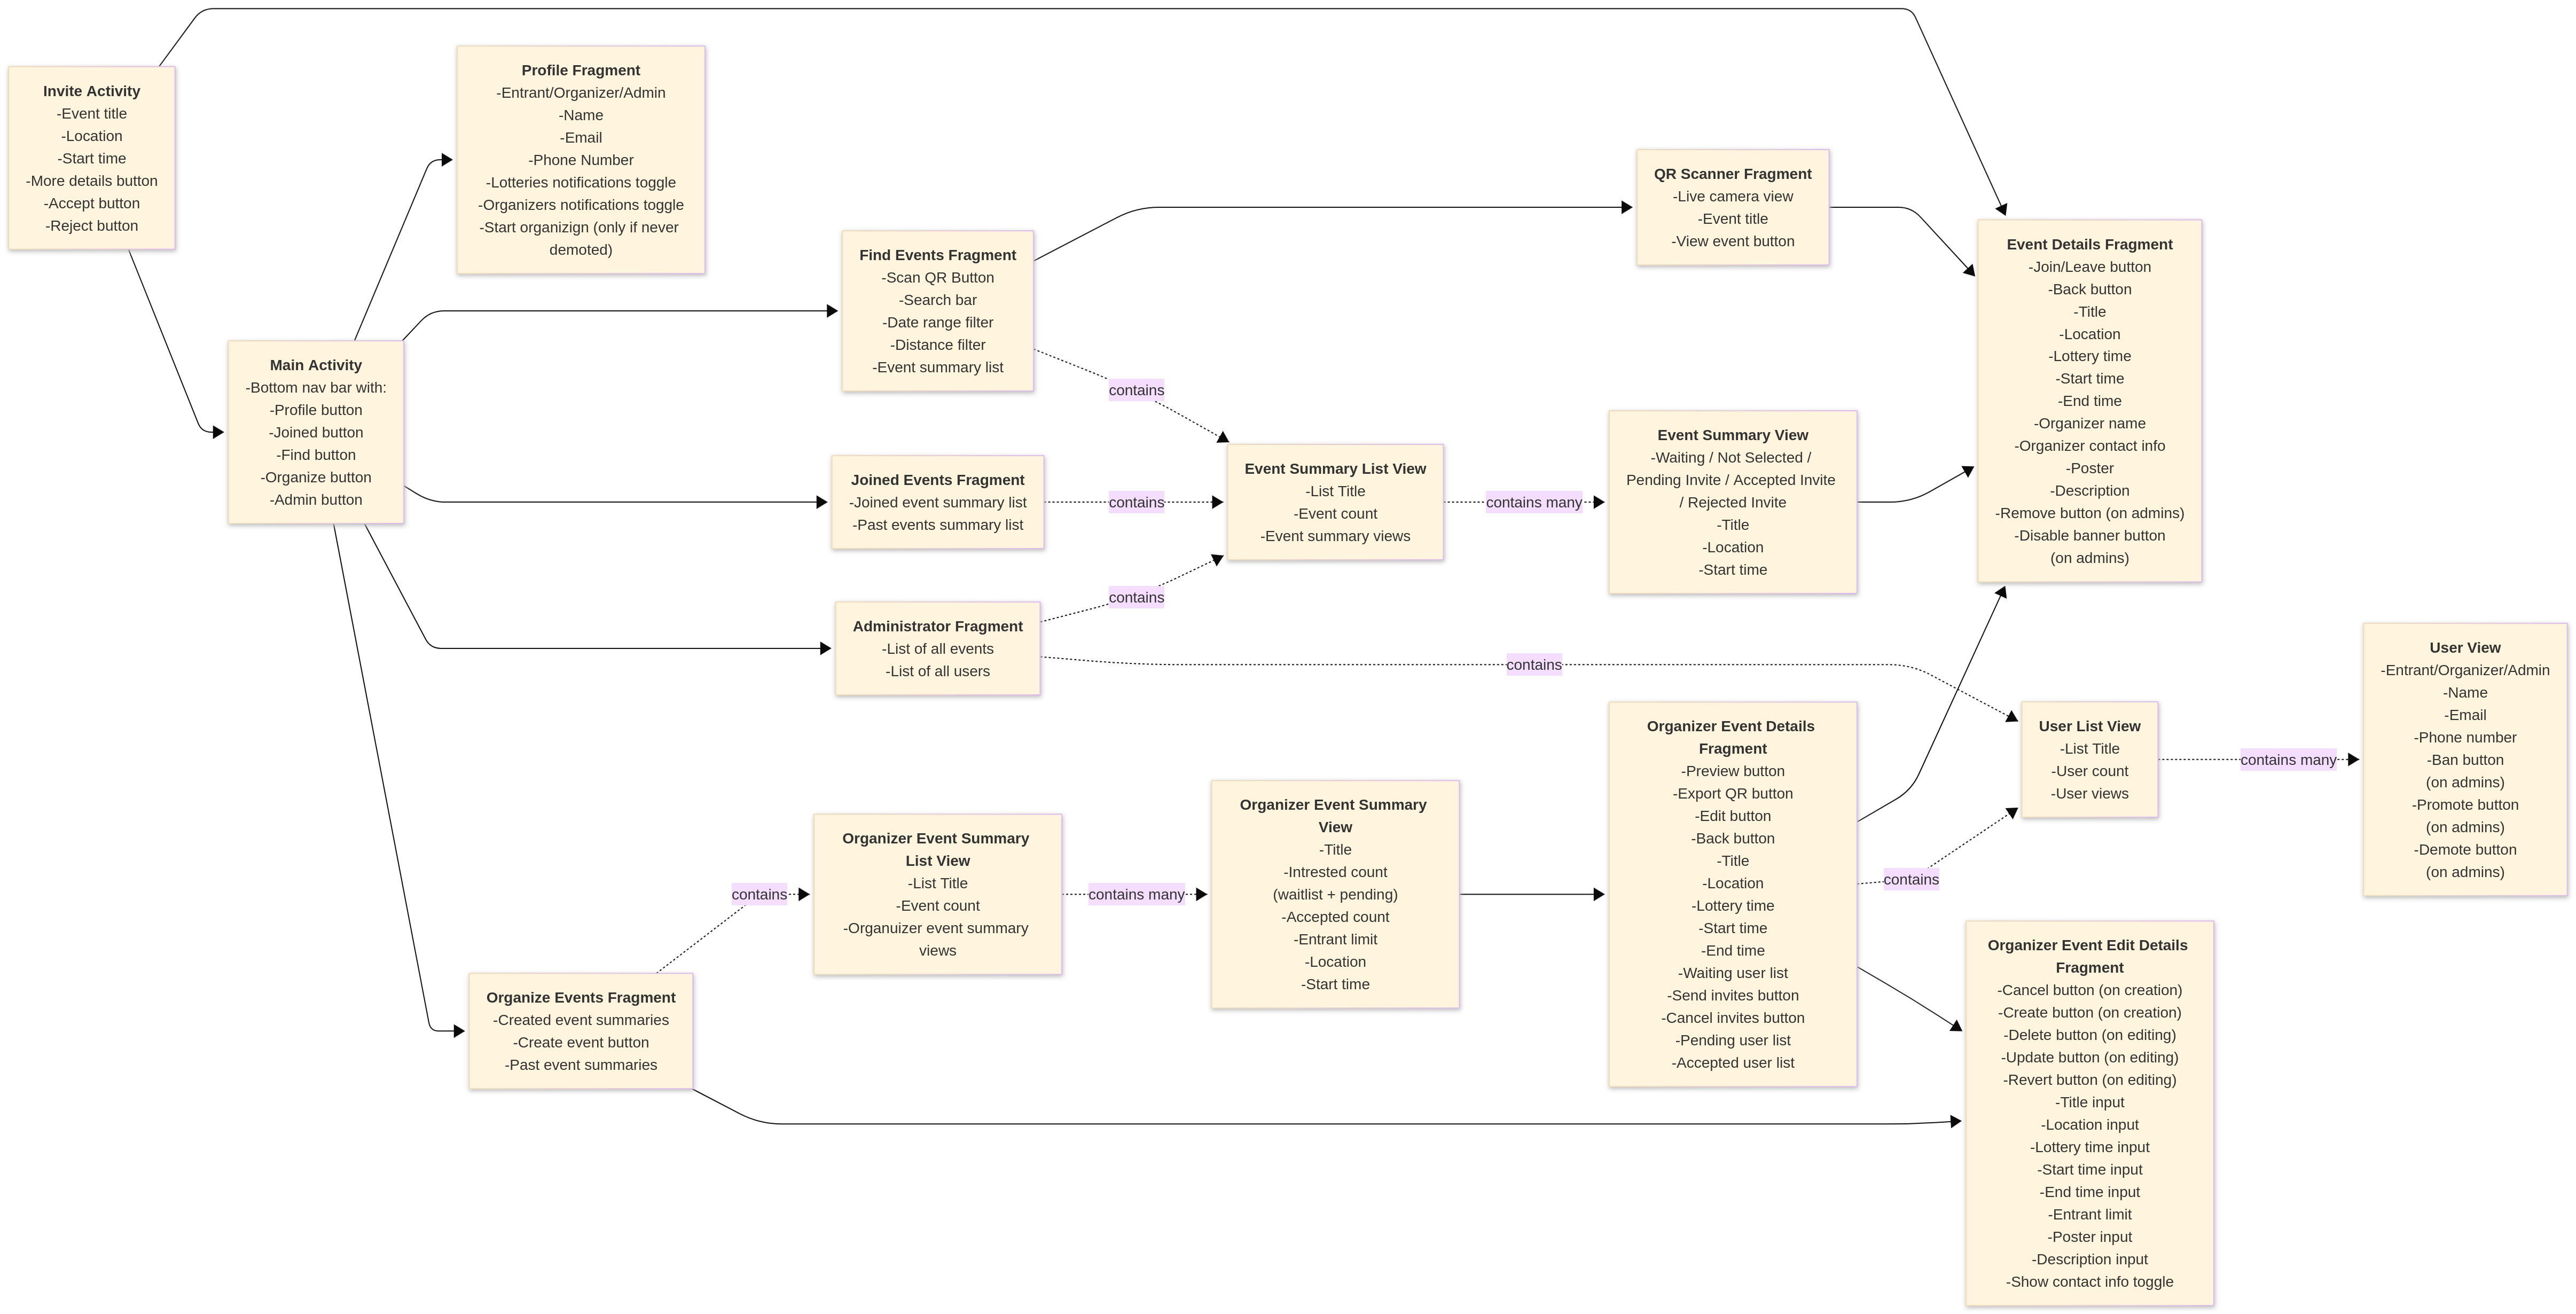 Invite Activity
-Event title
-Location
-Start time
-More details button
-Accept button
-Reject button
Main Activity
-Bottom nav bar with:
-Profile button
-Joined button
-Find button
-Organize button
-Admin button
Profile Fragment
-Entrant/Organizer/Admin
-Name
-Email
-Phone Number
-Lotteries notifications toggle
-Organizers notifications toggle
-Start organizign (only if never
demoted)
Find Events Fragment
-Scan QR Button
-Search bar
-Date range filter
-Distance filter
-Event summary list
Joined Events Fragment
-Joined event summary list
-Past events summary list
Administrator Fragment
-List of all events
-List of all users
Organize Events Fragment
-Created event summaries
-Create event button
-Past event summaries
contains
Organizer Event Summary
List View
-List Title
-Event count
-Organuizer event summary
views
contains
contains
contains
contains many
Event Summary List View
-List Title
-Event count
-Event summary views
Organizer Event Summary
View
-Title
-Intrested count
(waitlist + pending)
-Accepted count
-Entrant limit
-Location
-Start time
contains many
contains
QR Scanner Fragment
-Live camera view
-Event title
-View event button
Event Summary View
-Waiting / Not Selected /
Pending Invite / Accepted Invite
/ Rejected Invite
-Title
-Location
-Start time
Organizer Event Details
Fragment
-Preview button
-Export QR button
-Edit button
-Back button
-Title
-Location
-Lottery time
-Start time
-End time
-Waiting user list
-Send invites button
-Cancel invites button
-Pending user list
-Accepted user list
contains
Event Details Fragment
-Join/Leave button
-Back button
-Title
-Location
-Lottery time
-Start time
-End time
-Organizer name
-Organizer contact info
-Poster
-Description
-Remove button (on admins)
-Disable banner button
(on admins)
User List View
-List Title
-User count
-User views
Organizer Event Edit Details
Fragment
-Cancel button (on creation)
-Create button (on creation)
-Delete button (on editing)
-Update button (on editing)
-Revert button (on editing)
-Title input
-Location input
-Lottery time input
-Start time input
-End time input
-Entrant limit
-Poster input
-Description input
-Show contact info toggle
contains many
User View
-Entrant/Organizer/Admin
-Name
-Email
-Phone number
-Ban button
(on admins)
-Promote button
(on admins)
-Demote button
(on admins)